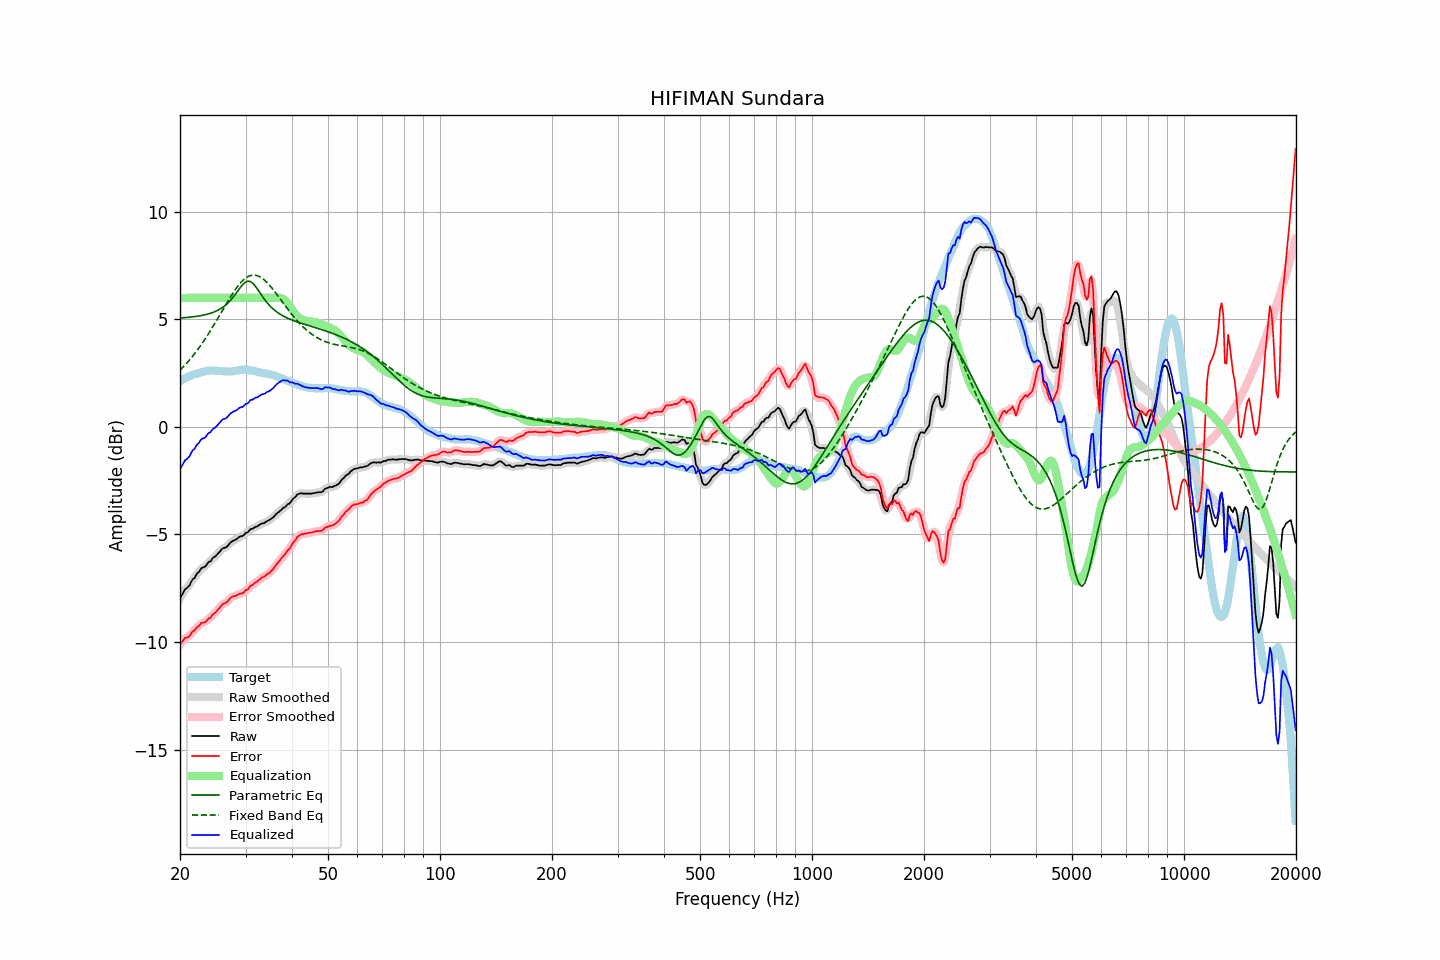 HIFIMAN Sundara
Amplitude (dBr)
10
5
0
−5
−10
−15
Target
Raw Smoothed
Error Smoothed
Raw
Error
Equalization
Parametric Eq
Fixed Band Eq
Equalized
20 50 100 200 500 1000 2000 5000 10000 20000
Frequency (Hz)